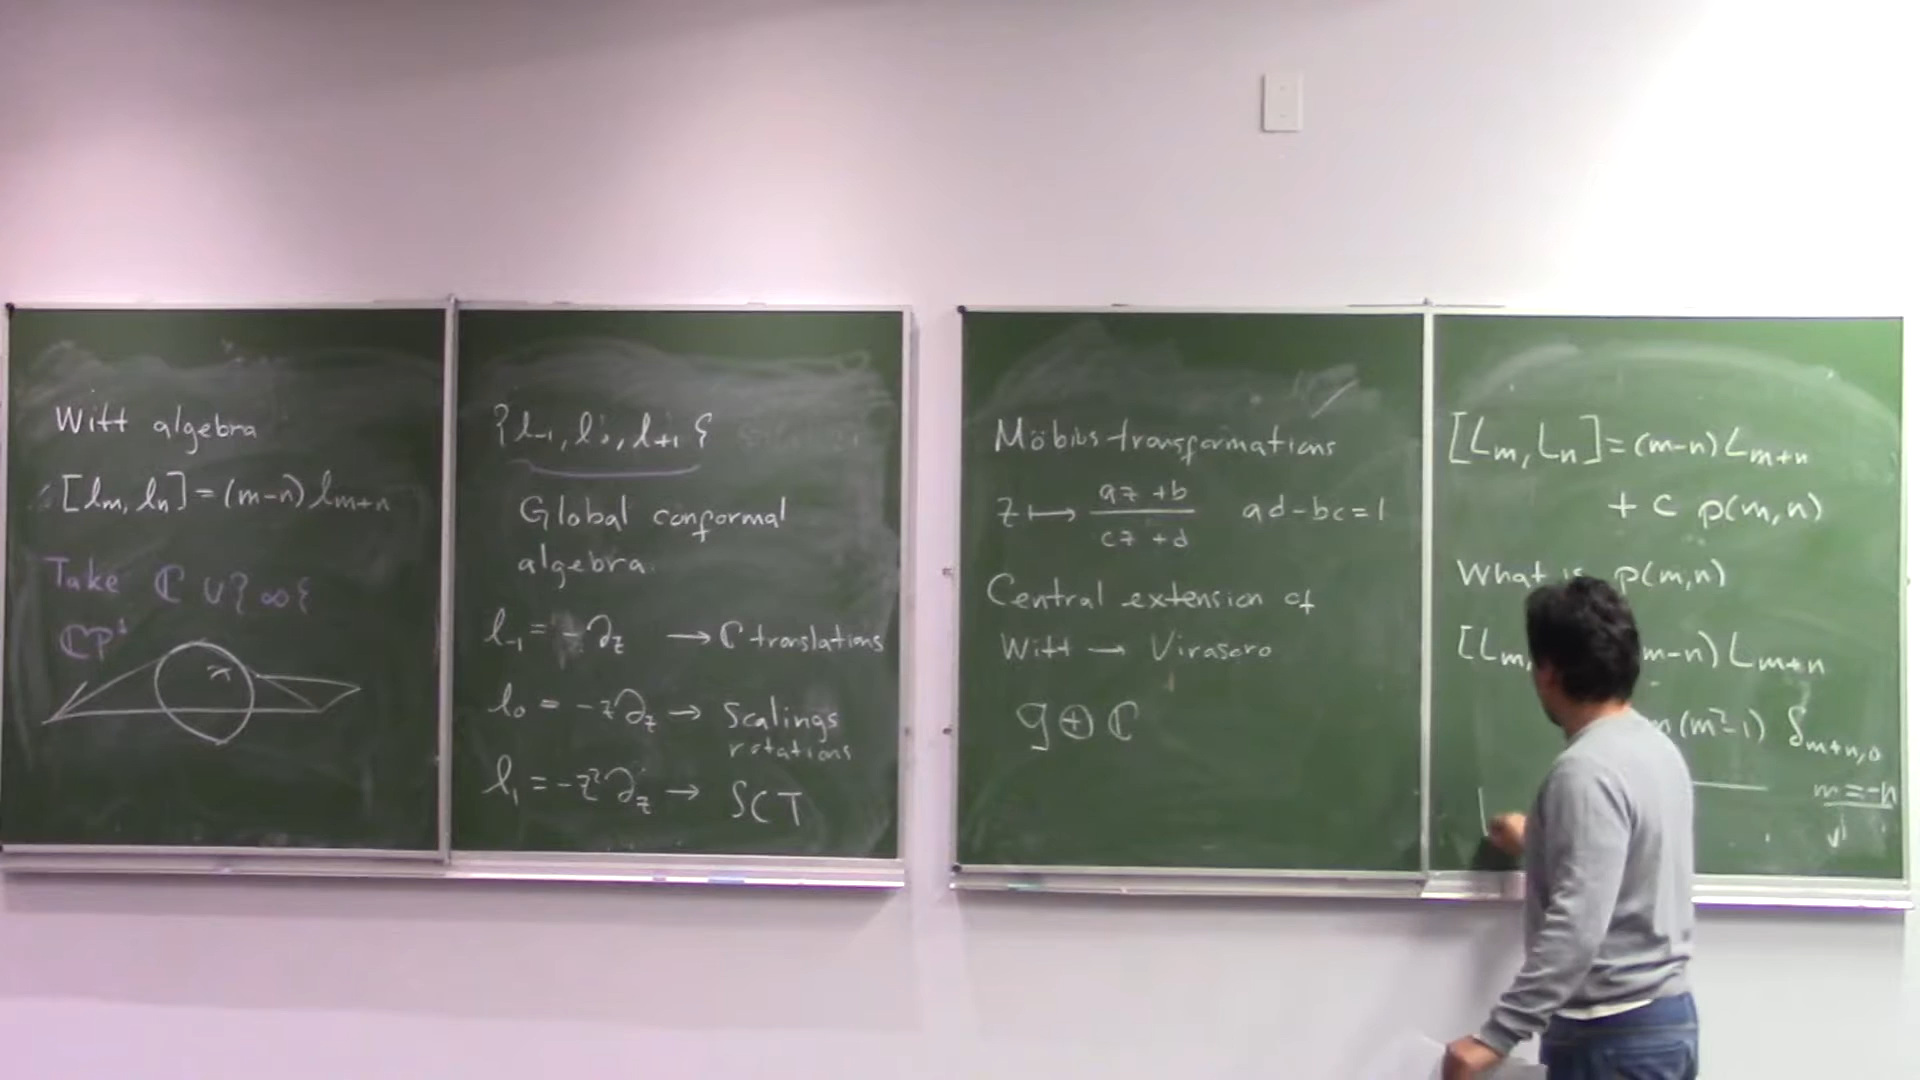 Witt algebra
[lm, ln] = (m-n) lm+n
Take ℂ ∪ {∞}
ℂP¹
{l-1, l0, l+1}
Global conformal
algebra
l-1 = -∂z → ℂ translations
l0 = -z∂z → Scalings
rotations
l1 = -z²∂z → SCT
Möbius transformations
z ↦ (az + b)/(cz + d) ad-bc=1
Central extension of
Witt → Virasoro
g ⊕ ℂ
[Lm, Ln] = (m-n) Lm+n
+ c p(m,n)
What is p(m,n)
[Lm, m-n) Lm+n
(m²-1) δm+n,0
m=-n